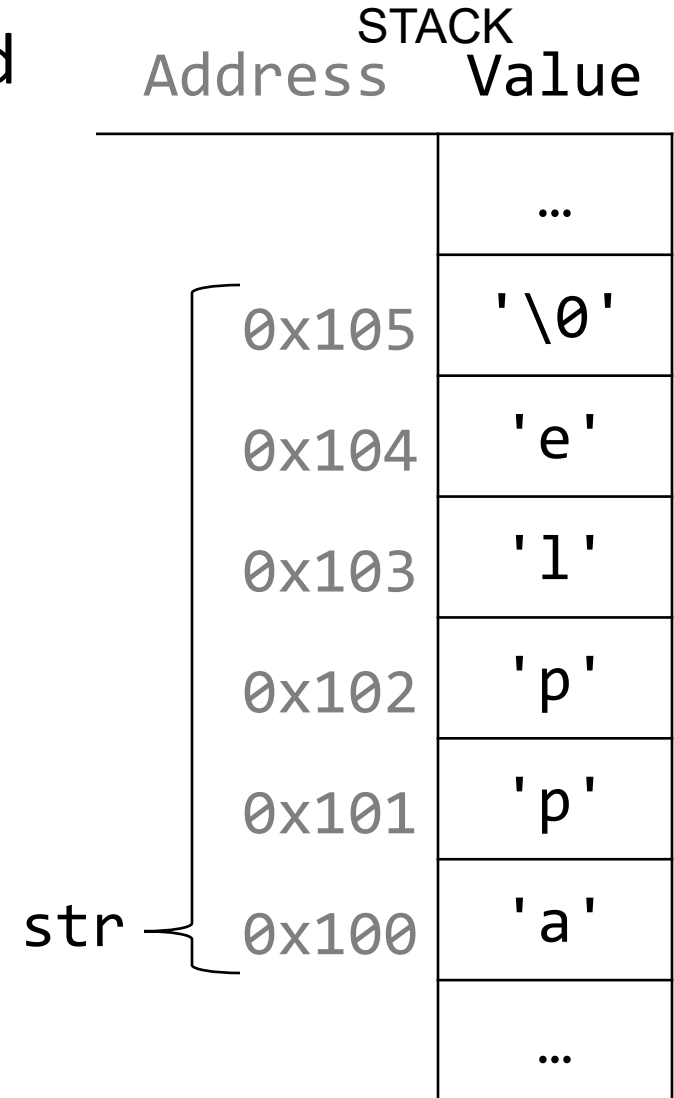 STACK
d
Address Value
…
0x105 '\0'
0x104 'e'
0x103 'l'
0x102 'p'
0x101 'p'
str 0x100 'a'
…